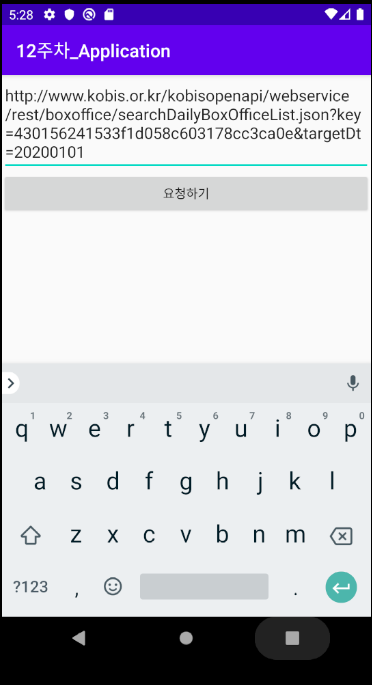 5:28
12주차_Application
http://www.kobis.or.kr/kobisopenapi/webservice
/rest/boxoffice/searchDailyBoxOfficeList.json?key
=430156241533f1d058c603178cc3ca0e&targetDt
=20200101
요청하기
1 2 3 4 5 6 7 8 9 0
q w e r t y u i o p
a s d f g h j k l
z x c v b n m
?123 , .